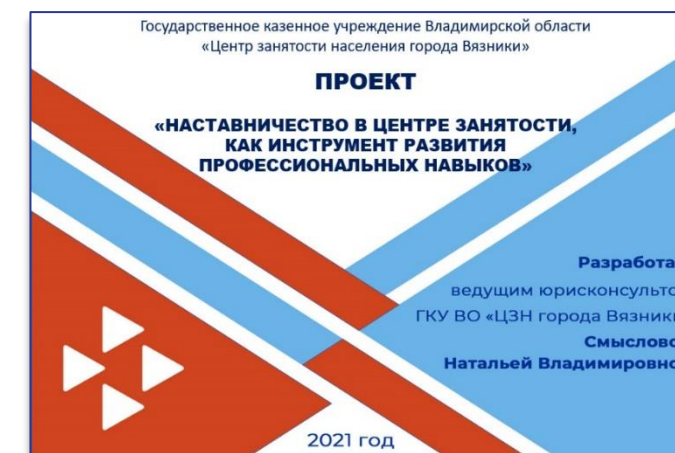 Государственное казенное учреждение Владимирской области
«Центр занятости населения города Вязники»
ПРОЕКТ
«НАСТАВНИЧЕСТВО В ЦЕНТРЕ ЗАНЯТОСТИ,
КАК ИНСТРУМЕНТ РАЗВИТИЯ
ПРОФЕССИОНАЛЬНЫХ НАВЫКОВ»
Разработа
ведущим юрисконсульто
ГКУ ВО «ЦЗН города Вязники
Смыслово
Натальей Владимировно
2021 год